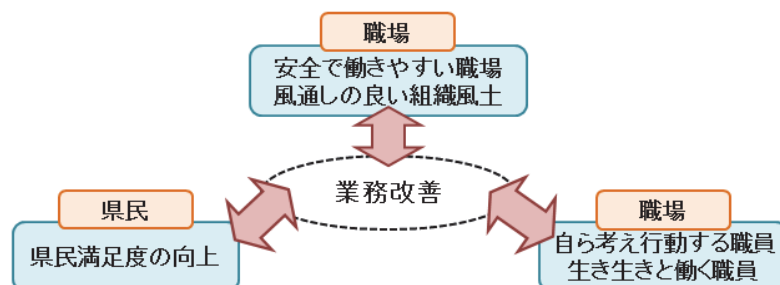 職場
安全で働きやすい職場
風通しの良い組織風土
業務改善
県民
県民満足度の向上
職場
自ら考え行動する職員
生き生きと働く職員